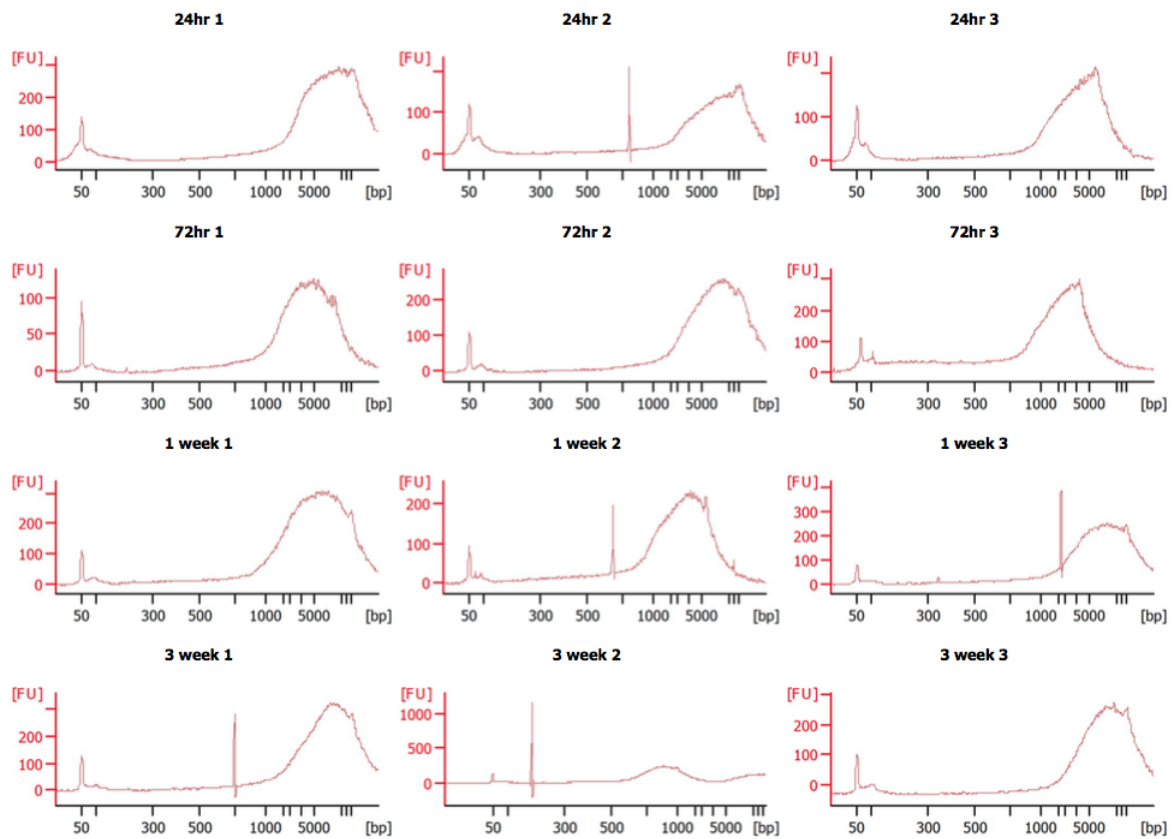 24hr 1 24hr 2 24hr 3
[FU] [FU] [FU]
200 100 100
100 0 0
0
50 300 500 1000 5000 [bp] 50 300 500 1000 5000 [bp] 50 300 500 1000 5000 [bp]
72hr 1 72hr 2 72hr 3
[FU] [FU] [FU]
100 200 200
50 100 100
0 0 0
50 300 500 1000 5000 [bp] 50 300 500 1000 5000 [bp] 50 300 500 1000 5000 [bp]
1 week 1 1 week 2 1 week 3
[FU] [FU] [FU]
200 200 300
100 100 200
0 0 100
0
50 300 500 1000 5000 [bp] 50 300 500 1000 5000 [bp] 50 300 500 1000 5000 [bp]
3 week 1 3 week 2 3 week 3
[FU] [FU] [FU]
200 1000 200
100 500 100
0 0 0
50 300 500 1000 5000 [bp] 50 300 500 1000 5000 [bp] 50 300 500 1000 5000 [bp]